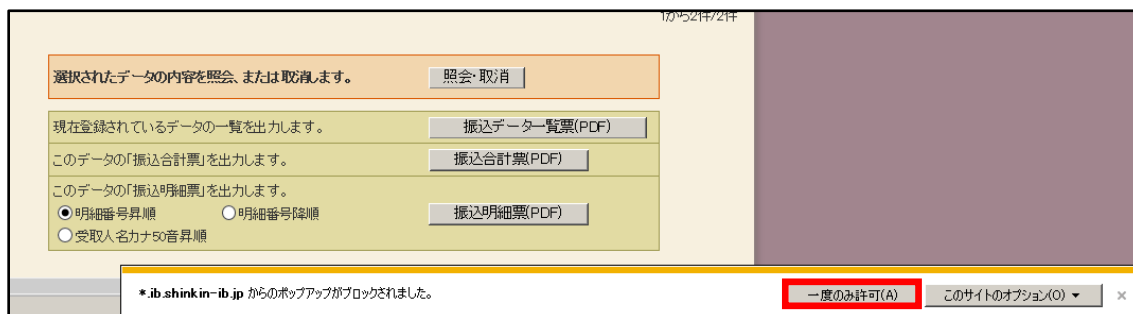 1から2件/2件
選択されたデータの内容を照会、または取消します。 照会・取消
現在登録されているデータの一覧を出力します。 振込データ一覧票(PDF)
このデータの「振込合計票」を出力します。 振込合計票(PDF)
このデータの「振込明細票」を出力します。
明細番号昇順 明細番号降順 振込明細票(PDF)
受取人名カナ50音昇順
*.ib.shinkin-ib.jp からのポップアップがブロックされました。 一度のみ許可(A) このサイトのオプション(O) ▼ ×